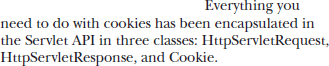 Everything you
need to do with cookies has been encapsulated in
the Servlet API in three classes: HttpServletRequest,
HttpServletResponse, and Cookie.